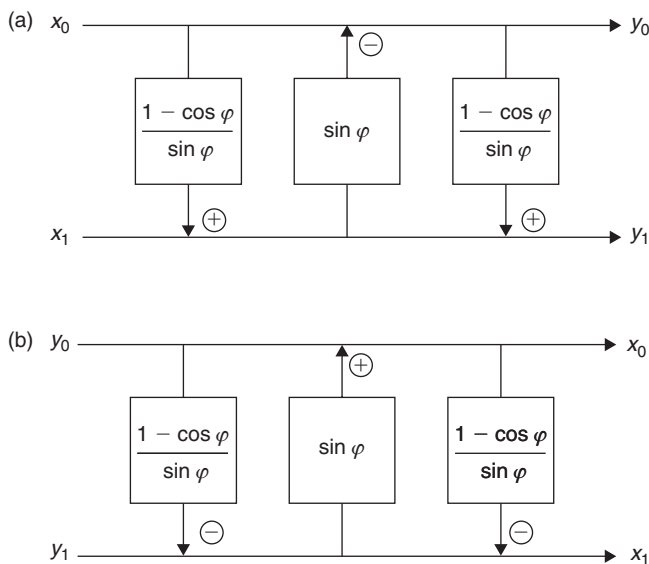 (a) x₀ y₀
⊖
1 − cos φ
sin φ
sin φ
1 − cos φ
sin φ
⊕ ⊕
x₁ y₁
(b) y₀ x₀
⊕
1 − cos φ
sin φ
sin φ
1 − cos φ
sin φ
⊖ ⊖
y₁ x₁